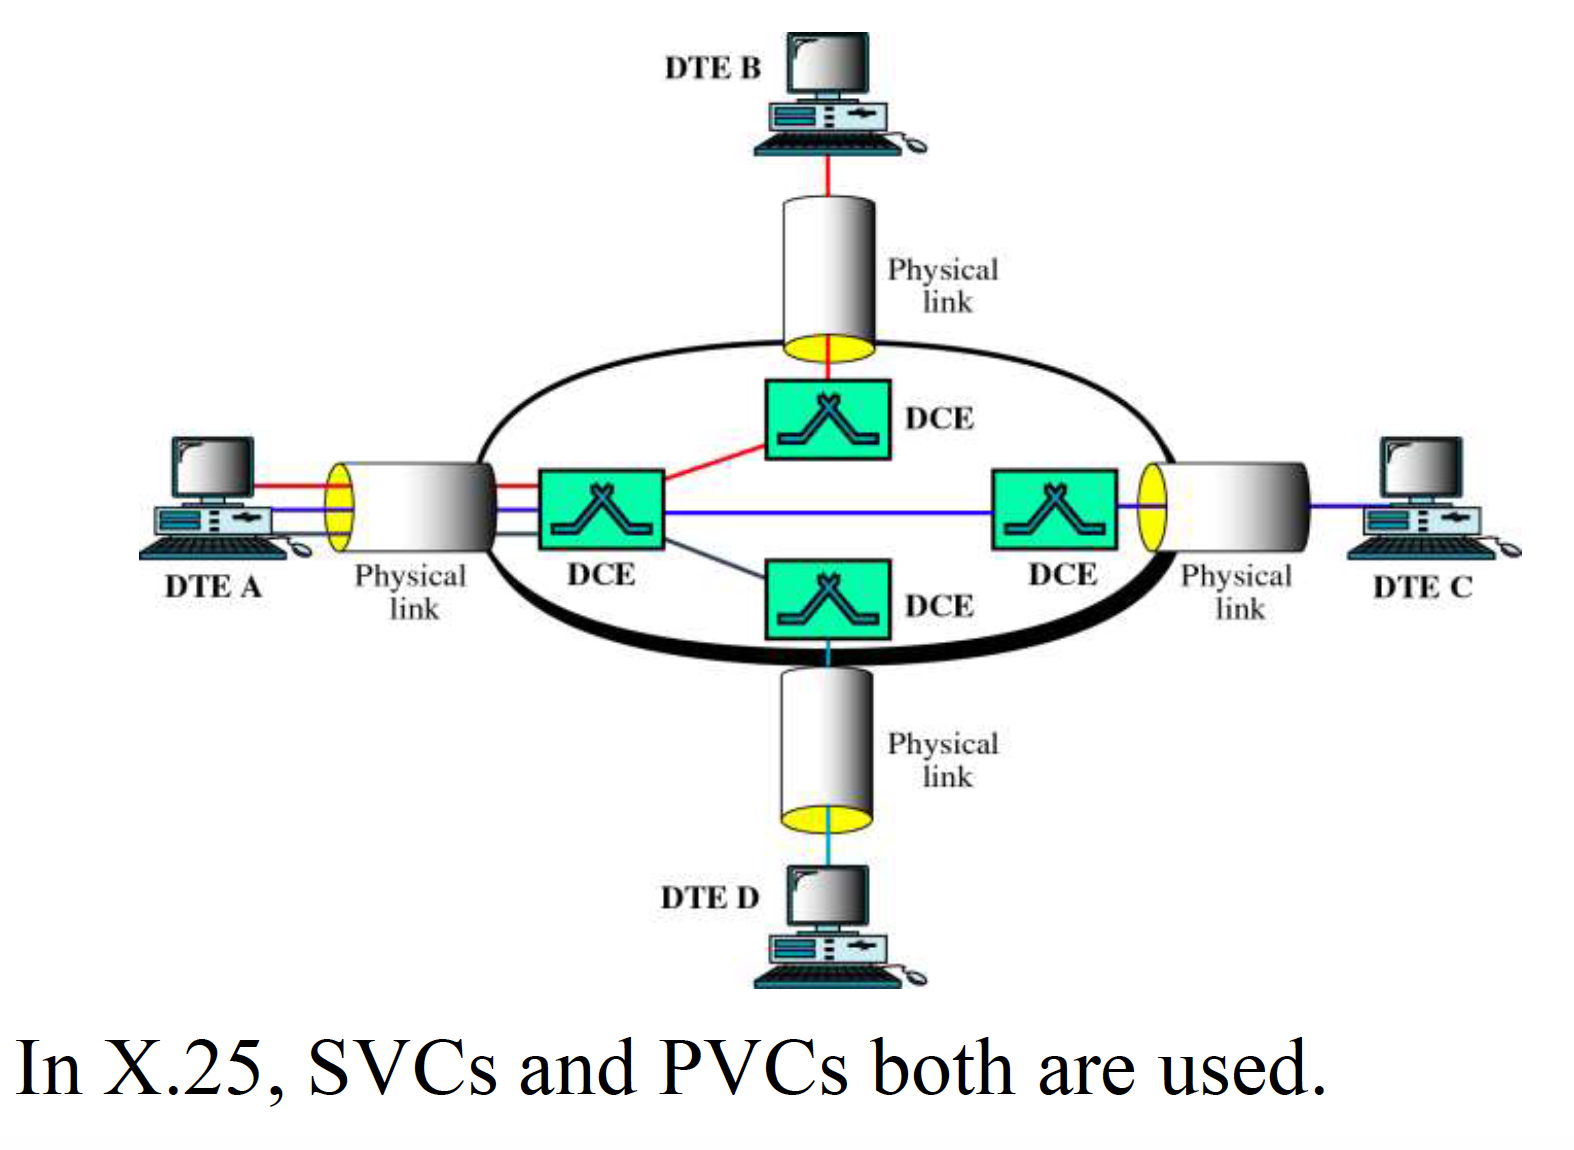 DTE B
Physical
link
DCE
DTE A
Physical
link
DCE
DCE
DCE
Physical
link
DTE C
Physical
link
DTE D
In X.25, SVCs and PVCs both are used.